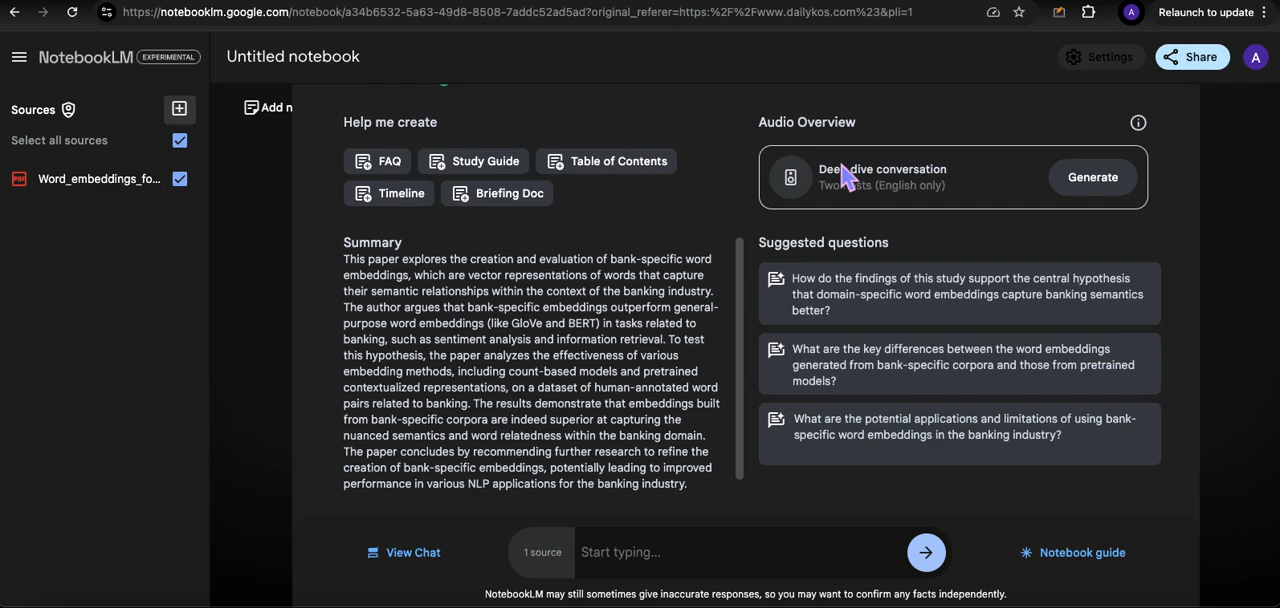 https://notebooklm.google.com/notebook/a34b6532-5a63-49d8-8508-7addc52ad5ad?original_referer=https:%2F%2Fwww.dailykos.com%23&pli=1
A
Relaunch to update
NotebookLM
EXPERIMENTAL
Untitled notebook
Settings
Share
A
Sources
Select all sources
PDF
Word_embeddings_fo...
Add n
Help me create
FAQ
Study Guide
Table of Contents
Timeline
Briefing Doc
Audio Overview
conversation
(English only)
Generate
Summary
This paper explores the creation and evaluation of bank-specific word
embeddings, which are vector representations of words that capture
their semantic relationships within the context of the banking industry.
The author argues that bank-specific embeddings outperform general-
purpose word embeddings (like GloVe and BERT) in tasks related to
banking, such as sentiment analysis and information retrieval. To test
this hypothesis, the paper analyzes the effectiveness of various
embedding methods, including count-based models and pretrained
contextualized representations, on a dataset of human-annotated word
pairs related to banking. The results demonstrate that embeddings built
from bank-specific corpora are indeed superior at capturing the
nuanced semantics and word relatedness within the banking domain.
The paper concludes by recommending further research to refine the
creation of bank-specific embeddings, potentially leading to improved
performance in various NLP applications for the banking industry.
Suggested questions
How do the findings of this study support the central hypothesis
that domain-specific word embeddings capture banking semantics
better?
What are the key differences between the word embeddings
generated from bank-specific corpora and those from pretrained
models?
What are the potential applications and limitations of using bank-
specific word embeddings in the banking industry?
View Chat
1 source
Start typing...
Notebook guide
NotebookLM may still sometimes give inaccurate responses, so you may want to confirm any facts independently.